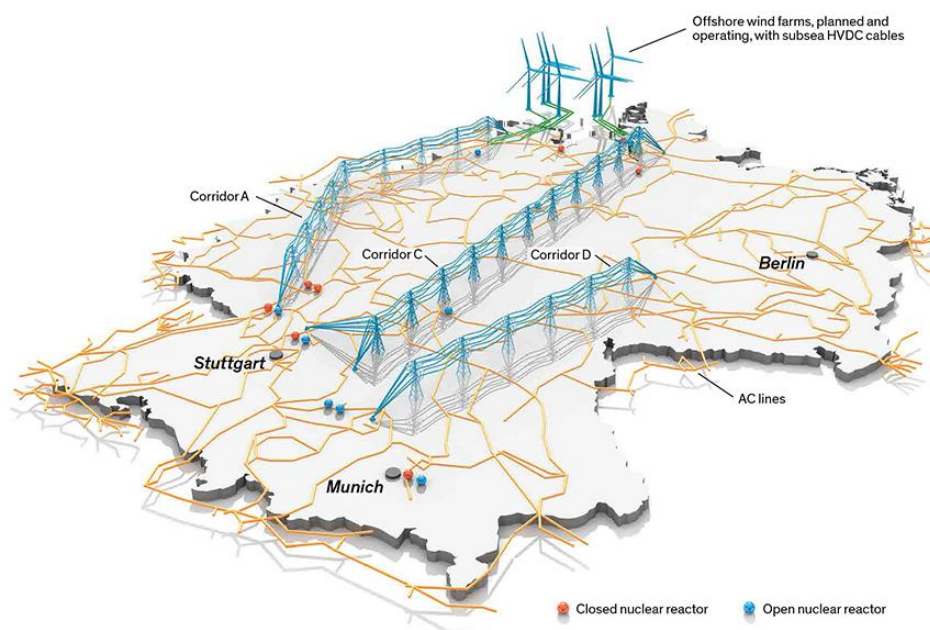 Offshore wind farms, planned and
operating, with subsea HVDC cables
Corridor A
Corridor C
Corridor D
Berlin
Stuttgart
AC lines
Munich
Closed nuclear reactor
Open nuclear reactor